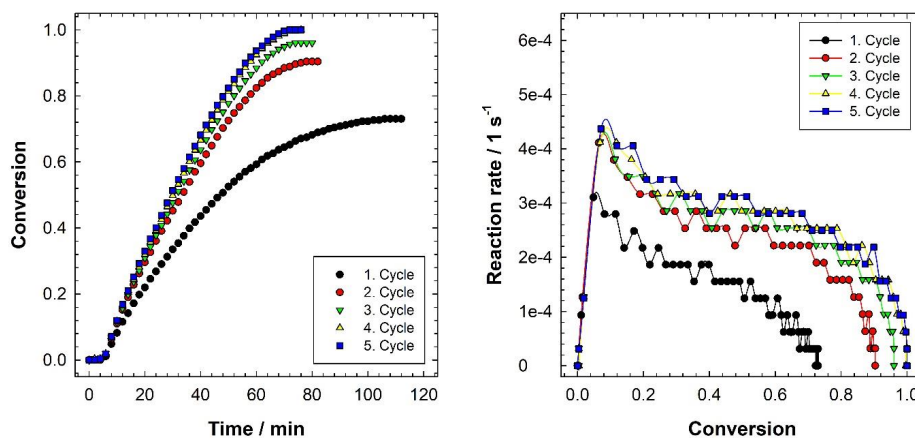 1.0
0.8
0.6
0.4
0.2
0.0
Conversion
0
20
40
60
80
100
120
Time / min
1. Cycle
2. Cycle
3. Cycle
4. Cycle
5. Cycle
6e-4
5e-4
4e-4
3e-4
2e-4
1e-4
0
Reaction rate / 1 s-1
0.0
0.2
0.4
0.6
0.8
1.0
Conversion
1. Cycle
2. Cycle
3. Cycle
4. Cycle
5. Cycle